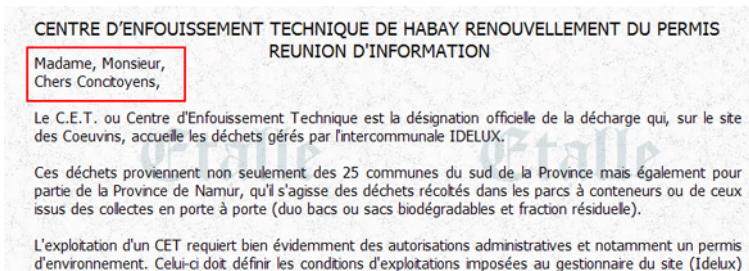 CENTRE D'ENFOUISSEMENT TECHNIQUE DE HABAY RENOUVELLEMENT DU PERMIS
REUNION D'INFORMATION
Madame, Monsieur,
Chers Concitoyens,
Le C.E.T. ou Centre d'Enfouissement Technique est la désignation officielle de la décharge qui, sur le site
des Coeuvins, accueille les déchets gérés par l'intercommunale IDELUX.
Etalle Etalle
Ces déchets proviennent non seulement des 25 communes du sud de la Province mais également pour
partie de la Province de Namur, qu'il s'agisse des déchets récoltés dans les parcs à conteneurs ou de ceux
issus des collectes en porte à porte (duo bacs ou sacs biodégradables et fraction résiduelle).
L'exploitation d'un CET requiert bien évidemment des autorisations administratives et notamment un permis
d'environnement. Celui-ci doit définir les conditions d'exploitations imposées au gestionnaire du site (Idelux)